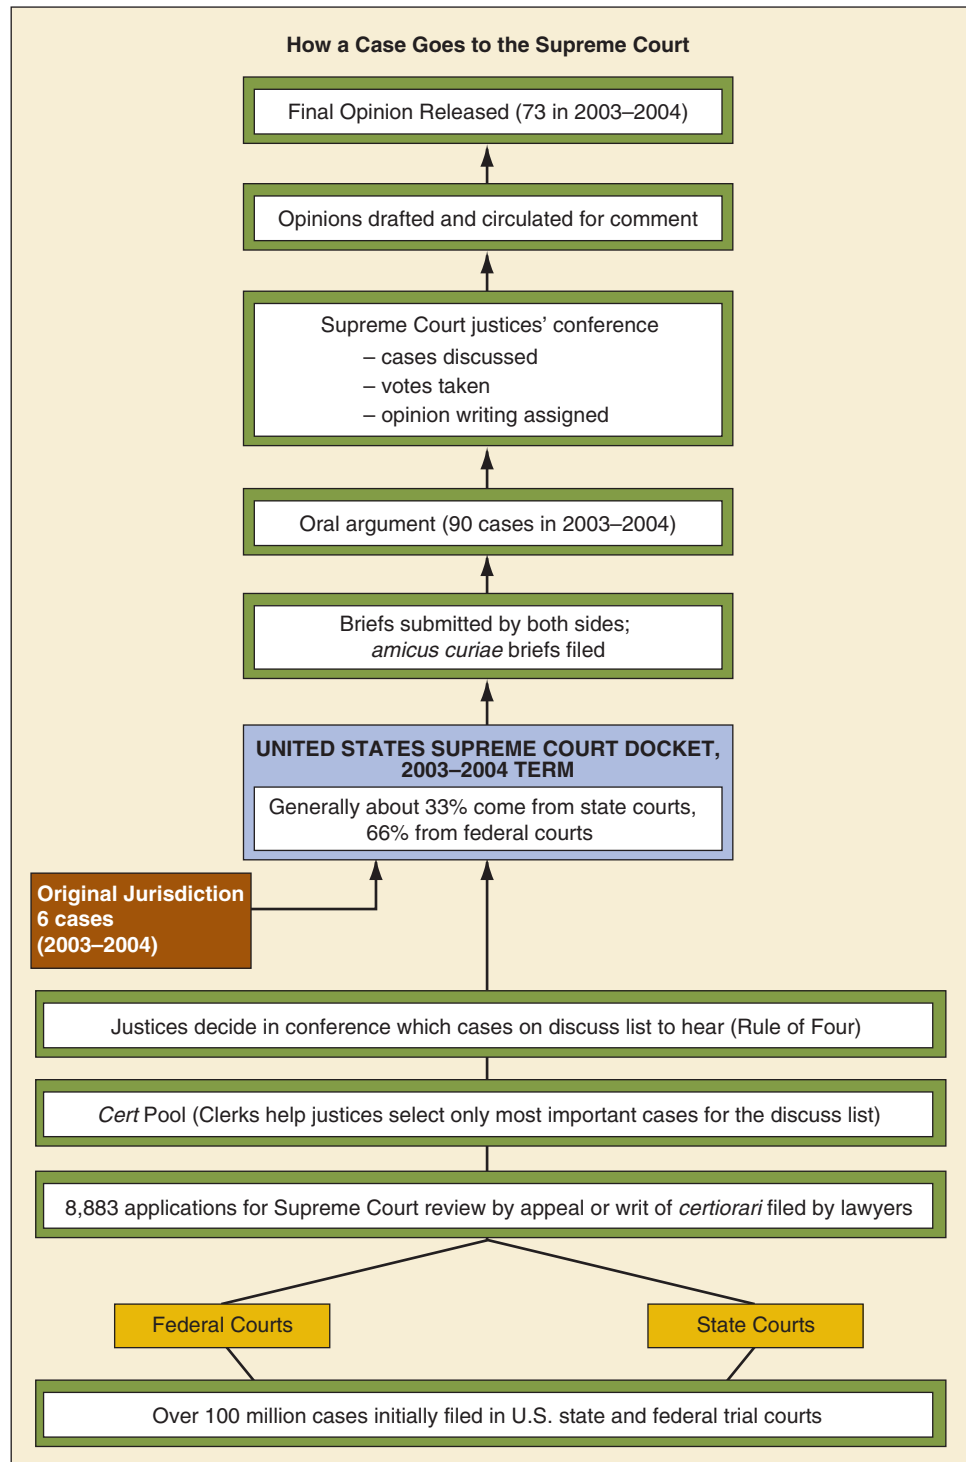 How a Case Goes to the Supreme Court
Final Opinion Released (73 in 2003–2004)
Opinions drafted and circulated for comment
Supreme Court justices’ conference
– cases discussed
– votes taken
– opinion writing assigned
Oral argument (90 cases in 2003–2004)
Briefs submitted by both sides;
amicus curiae briefs filed
UNITED STATES SUPREME COURT DOCKET,
2003–2004 TERM
Generally about 33% come from state courts,
66% from federal courts
Original Jurisdiction
6 cases
(2003–2004)
Justices decide in conference which cases on discuss list to hear (Rule of Four)
Cert Pool (Clerks help justices select only most important cases for the discuss list)
8,883 applications for Supreme Court review by appeal or writ of certiorari filed by lawyers
Federal Courts
State Courts
Over 100 million cases initially filed in U.S. state and federal trial courts